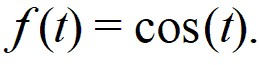 f(t) = cos(t).